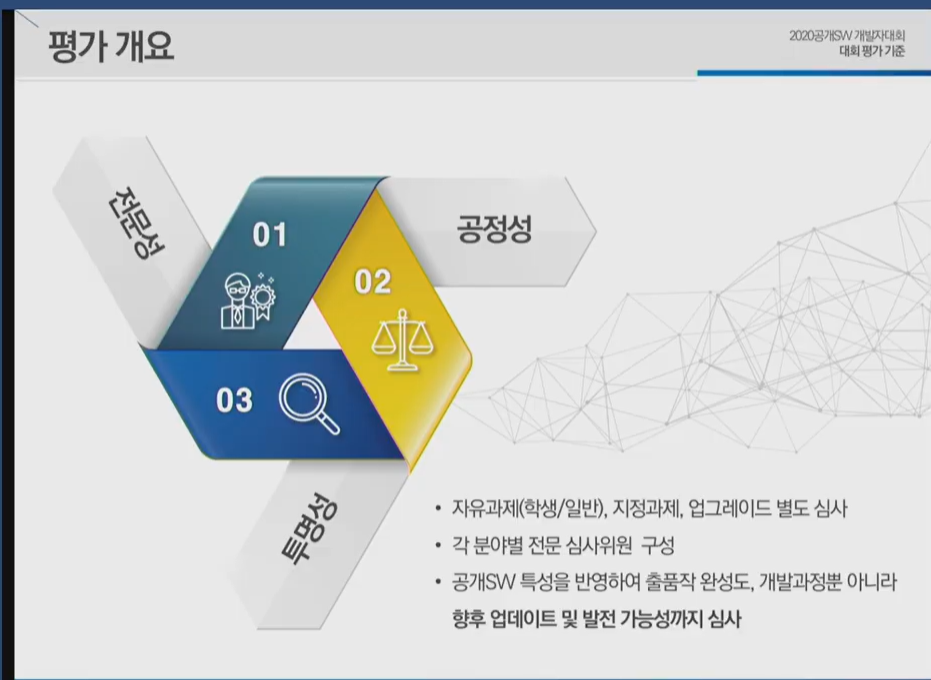 평가 개요
2020공개SW 개발자대회
대회 평가 기준
전문성
01
공정성
02
03
투명성
• 자유과제(학생/일반), 지정과제, 업그레이드 별도 심사
• 각 분야별 전문 심사위원 구성
• 공개SW 특성을 반영하여 출품작 완성도, 개발과정뿐 아니라
향후 업데이트 및 발전 가능성까지 심사